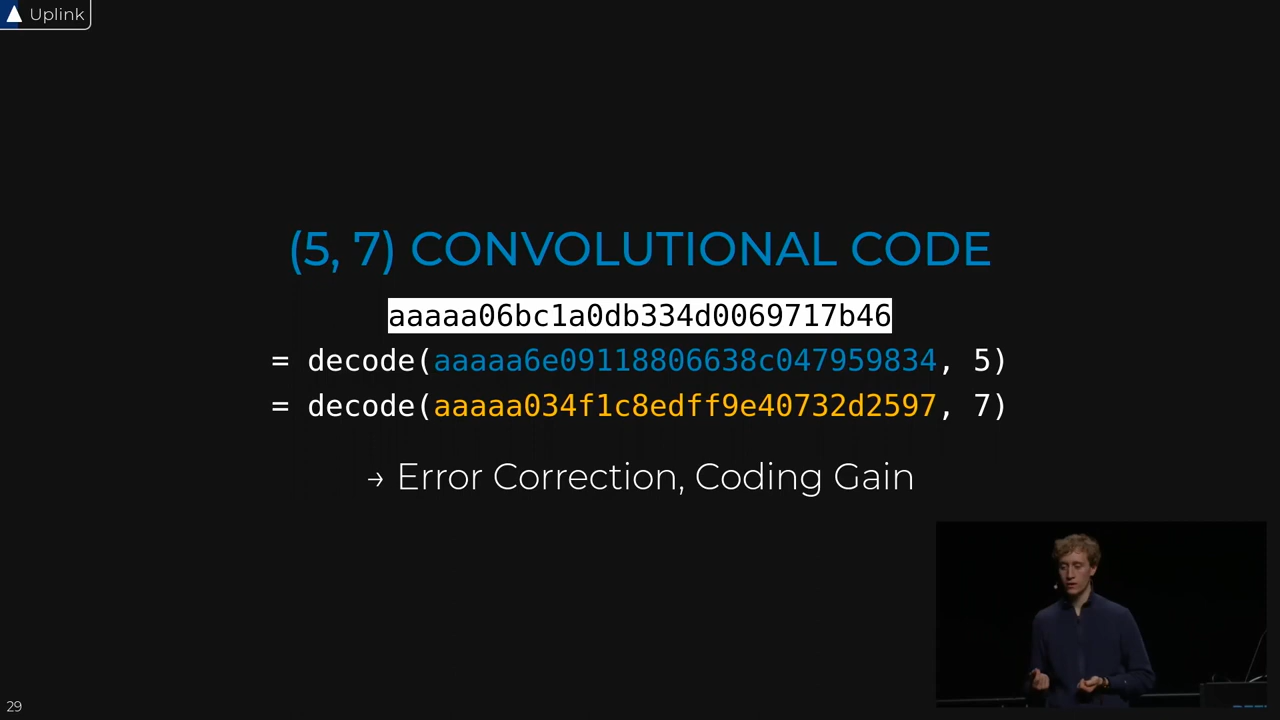 Uplink
(5, 7) CONVOLUTIONAL CODE
aaaaa06bc1a0db334d0069717b46
= decode(aaaaa6e09118806638c047959834, 5)
= decode(aaaaa034f1c8edff9e40732d2597, 7)
→ Error Correction, Coding Gain
29